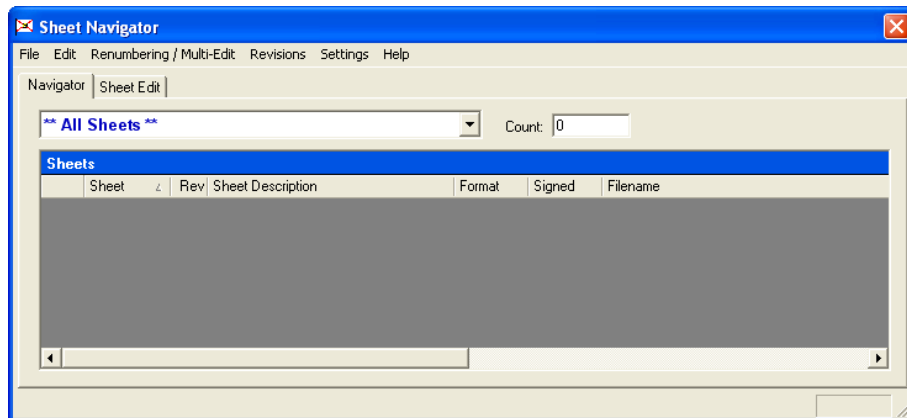 Sheet Navigator
File Edit Renumbering / Multi-Edit Revisions Settings Help
Navigator Sheet Edit
** All Sheets ** Count: 0
Sheets
Sheet Rev Sheet Description Format Signed Filename